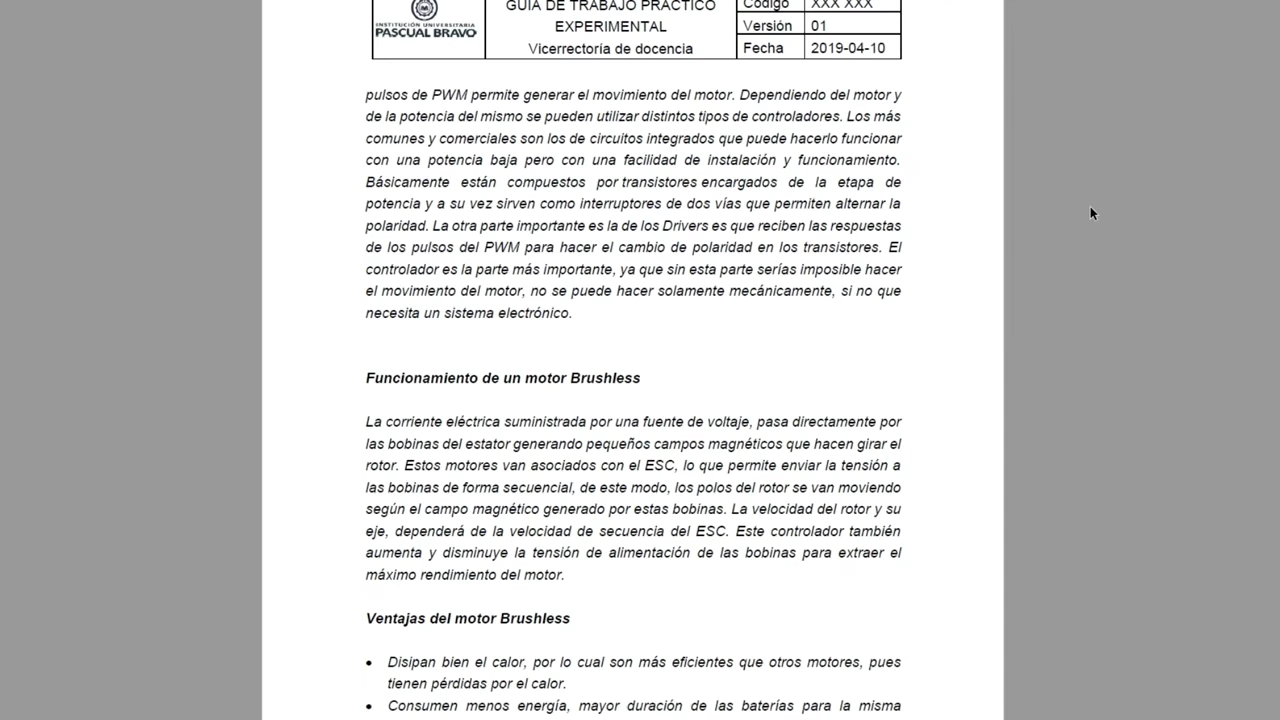 GUÍA DE TRABAJO PRÁCTICO
EXPERIMENTAL
Vicerrectoría de docencia
INSTITUCIÓN UNIVERSITARIA
PASCUAL BRAVO
Código XXX XXX
Versión 01
Fecha 2019-04-10
pulsos de PWM permite generar el movimiento del motor. Dependiendo del motor y
de la potencia del mismo se pueden utilizar distintos tipos de controladores. Los más
comunes y comerciales son los de circuitos integrados que puede hacerlo funcionar
con una potencia baja pero con una facilidad de instalación y funcionamiento.
Básicamente están compuestos por transistores encargados de la etapa de
potencia y a su vez sirven como interruptores de dos vías que permiten alternar la
polaridad. La otra parte importante es la de los Drivers es que reciben las respuestas
de los pulsos del PWM para hacer el cambio de polaridad en los transistores. El
controlador es la parte más importante, ya que sin esta parte serías imposible hacer
el movimiento del motor, no se puede hacer solamente mecánicamente, si no que
necesita un sistema electrónico.
Funcionamiento de un motor Brushless
La corriente eléctrica suministrada por una fuente de voltaje, pasa directamente por
las bobinas del estator generando pequeños campos magnéticos que hacen girar el
rotor. Estos motores van asociados con el ESC, lo que permite enviar la tensión a
las bobinas de forma secuencial, de este modo, los polos del rotor se van moviendo
según el campo magnético generado por estas bobinas. La velocidad del rotor y su
eje, dependerá de la velocidad de secuencia del ESC. Este controlador también
aumenta y disminuye la tensión de alimentación de las bobinas para extraer el
máximo rendimiento del motor.
Ventajas del motor Brushless
• Disipan bien el calor, por lo cual son más eficientes que otros motores, pues
tienen pérdidas por el calor.
• Consumen menos energía, mayor duración de las baterías para la misma